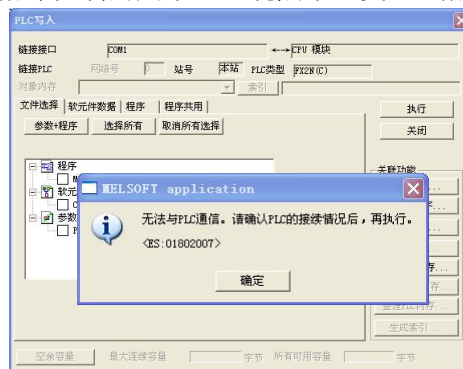 PLC写入
链接接口 COM1 ←→CPU 模块
链接PLC 网络号 0 站号 本站 PLC类型 FX2N(C)
对象内存 索引
文件选择 软元件数据 程序 程序共用
执行
参数+程序 选择所有 取消所有选择
关闭
关联功能
程序
软元
参数
MELSOFT application
无法与PLC通信。请确认PLC的接续情况后，再执行。
<ES:01802007>
确定
整理PLC内存...
生成索引...
空余容量 最大连续容量 字节 所有可用容量 字节